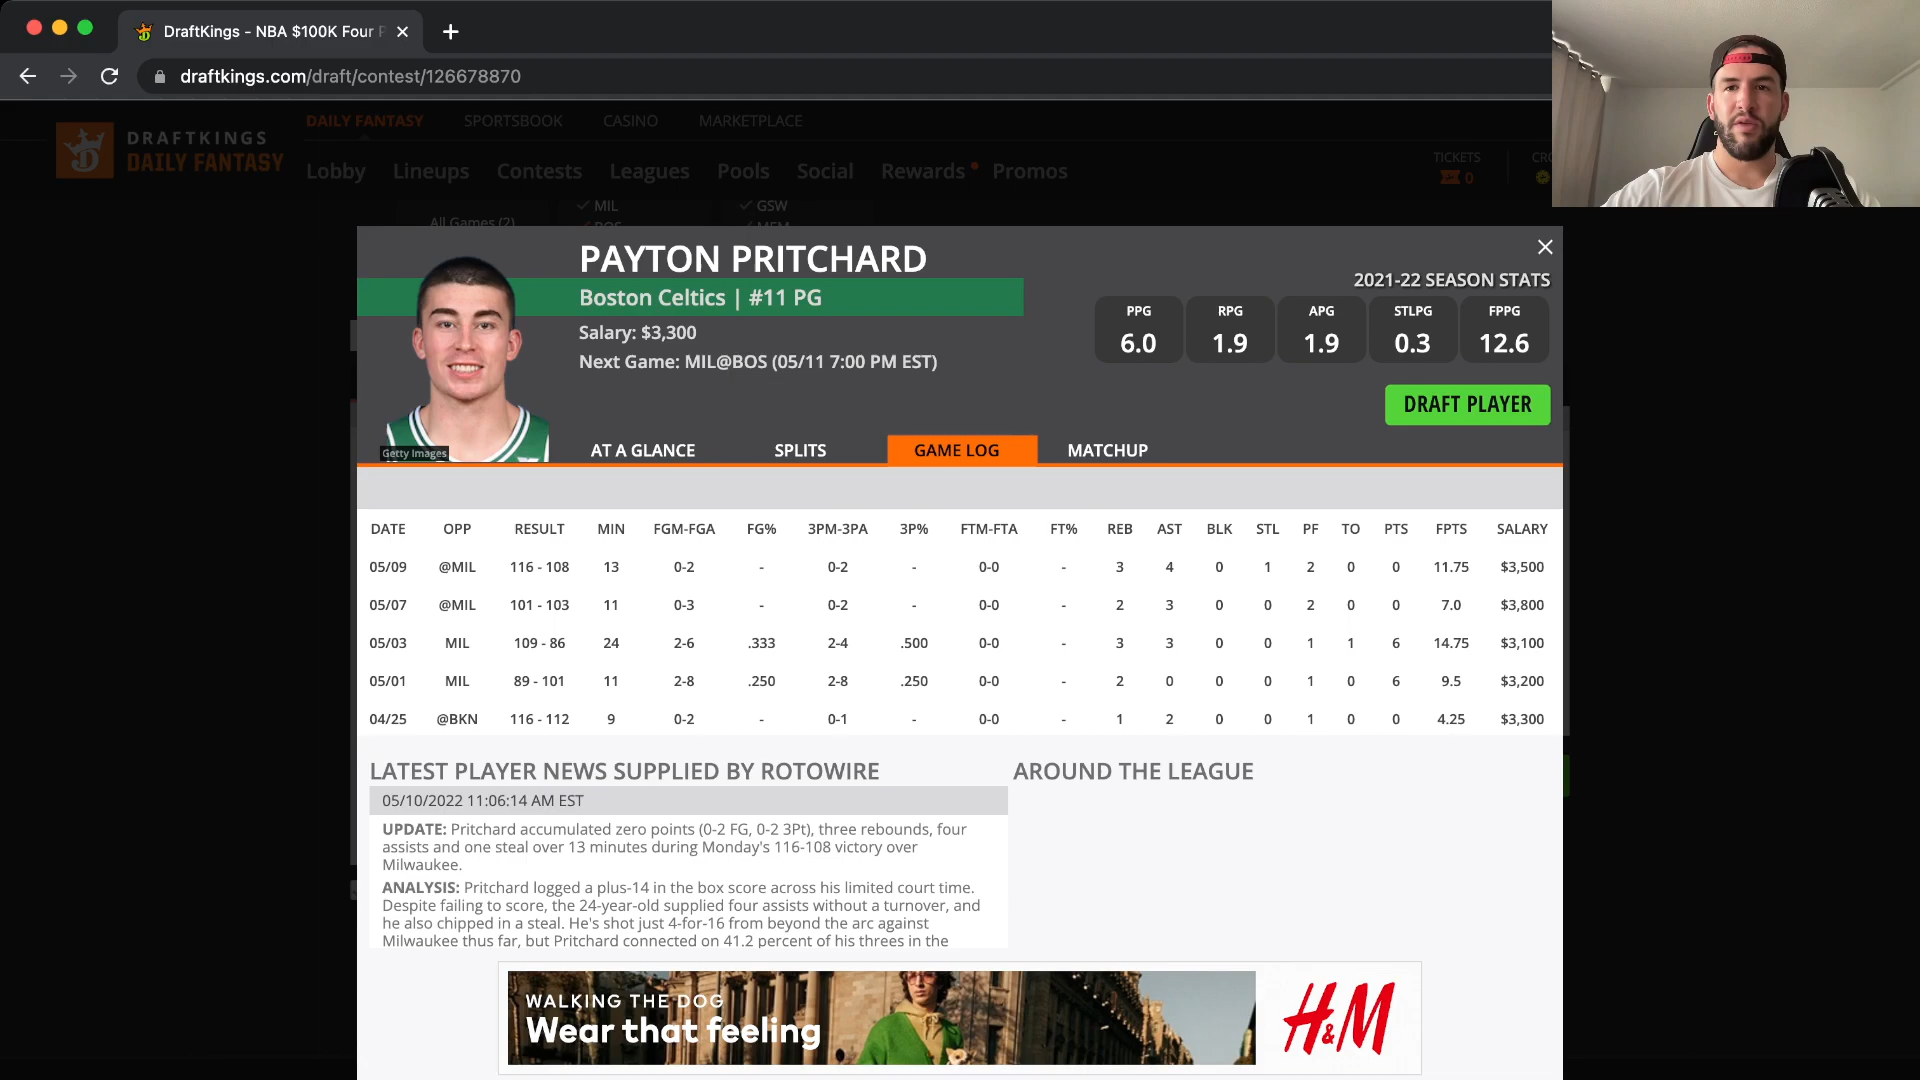 DraftKings - NBA $100K Four P
draftkings.com/draft/contest/126678870
DRAFTKINGS
DAILY FANTASY
DAILY FANTASY SPORTSBOOK CASINO MARKETPLACE
Lobby Lineups Contests Leagues Pools Social Rewards Promos
TICKETS
0
CRO
All Games (2)
MIL
GSW
PAYTON PRITCHARD
Boston Celtics | #11 PG
Salary: $3,300
Next Game: MIL@BOS (05/11 7:00 PM EST)
2021-22 SEASON STATS
PPG RPG APG STLPG FPPG
6.0 1.9 1.9 0.3 12.6
DRAFT PLAYER
Getty Images
AT A GLANCE SPLITS GAME LOG MATCHUP
DATE OPP RESULT MIN FGM-FGA FG% 3PM-3PA 3P% FTM-FTA FT% REB AST BLK STL PF TO PTS FPTS SALARY
05/09 @MIL 116 - 108 13 0-2 - 0-2 - 0-0 - 3 4 0 1 2 0 0 11.75 $3,500
05/07 @MIL 101 - 103 11 0-3 - 0-2 - 0-0 - 2 3 0 0 2 0 0 7.0 $3,800
05/03 MIL 109 - 86 24 2-6 .333 2-4 .500 0-0 - 3 3 0 0 1 1 6 14.75 $3,100
05/01 MIL 89 - 101 11 2-8 .250 2-8 .250 0-0 - 2 0 0 0 1 0 6 9.5 $3,200
04/25 @BKN 116 - 112 9 0-2 - 0-1 - 0-0 - 1 2 0 0 1 0 0 4.25 $3,300
LATEST PLAYER NEWS SUPPLIED BY ROTOWIRE
AROUND THE LEAGUE
05/10/2022 11:06:14 AM EST
UPDATE: Pritchard accumulated zero points (0-2 FG, 0-2 3Pt), three rebounds, four
assists and one steal over 13 minutes during Monday's 116-108 victory over
Milwaukee.
ANALYSIS: Pritchard logged a plus-14 in the box score across his limited court time.
Despite failing to score, the 24-year-old supplied four assists without a turnover, and
he also chipped in a steal. He's shot just 4-for-16 from beyond the arc against
Milwaukee thus far, but Pritchard connected on 41.2 percent of his threes in the
WALKING THE DOG
Wear that feeling
H&M